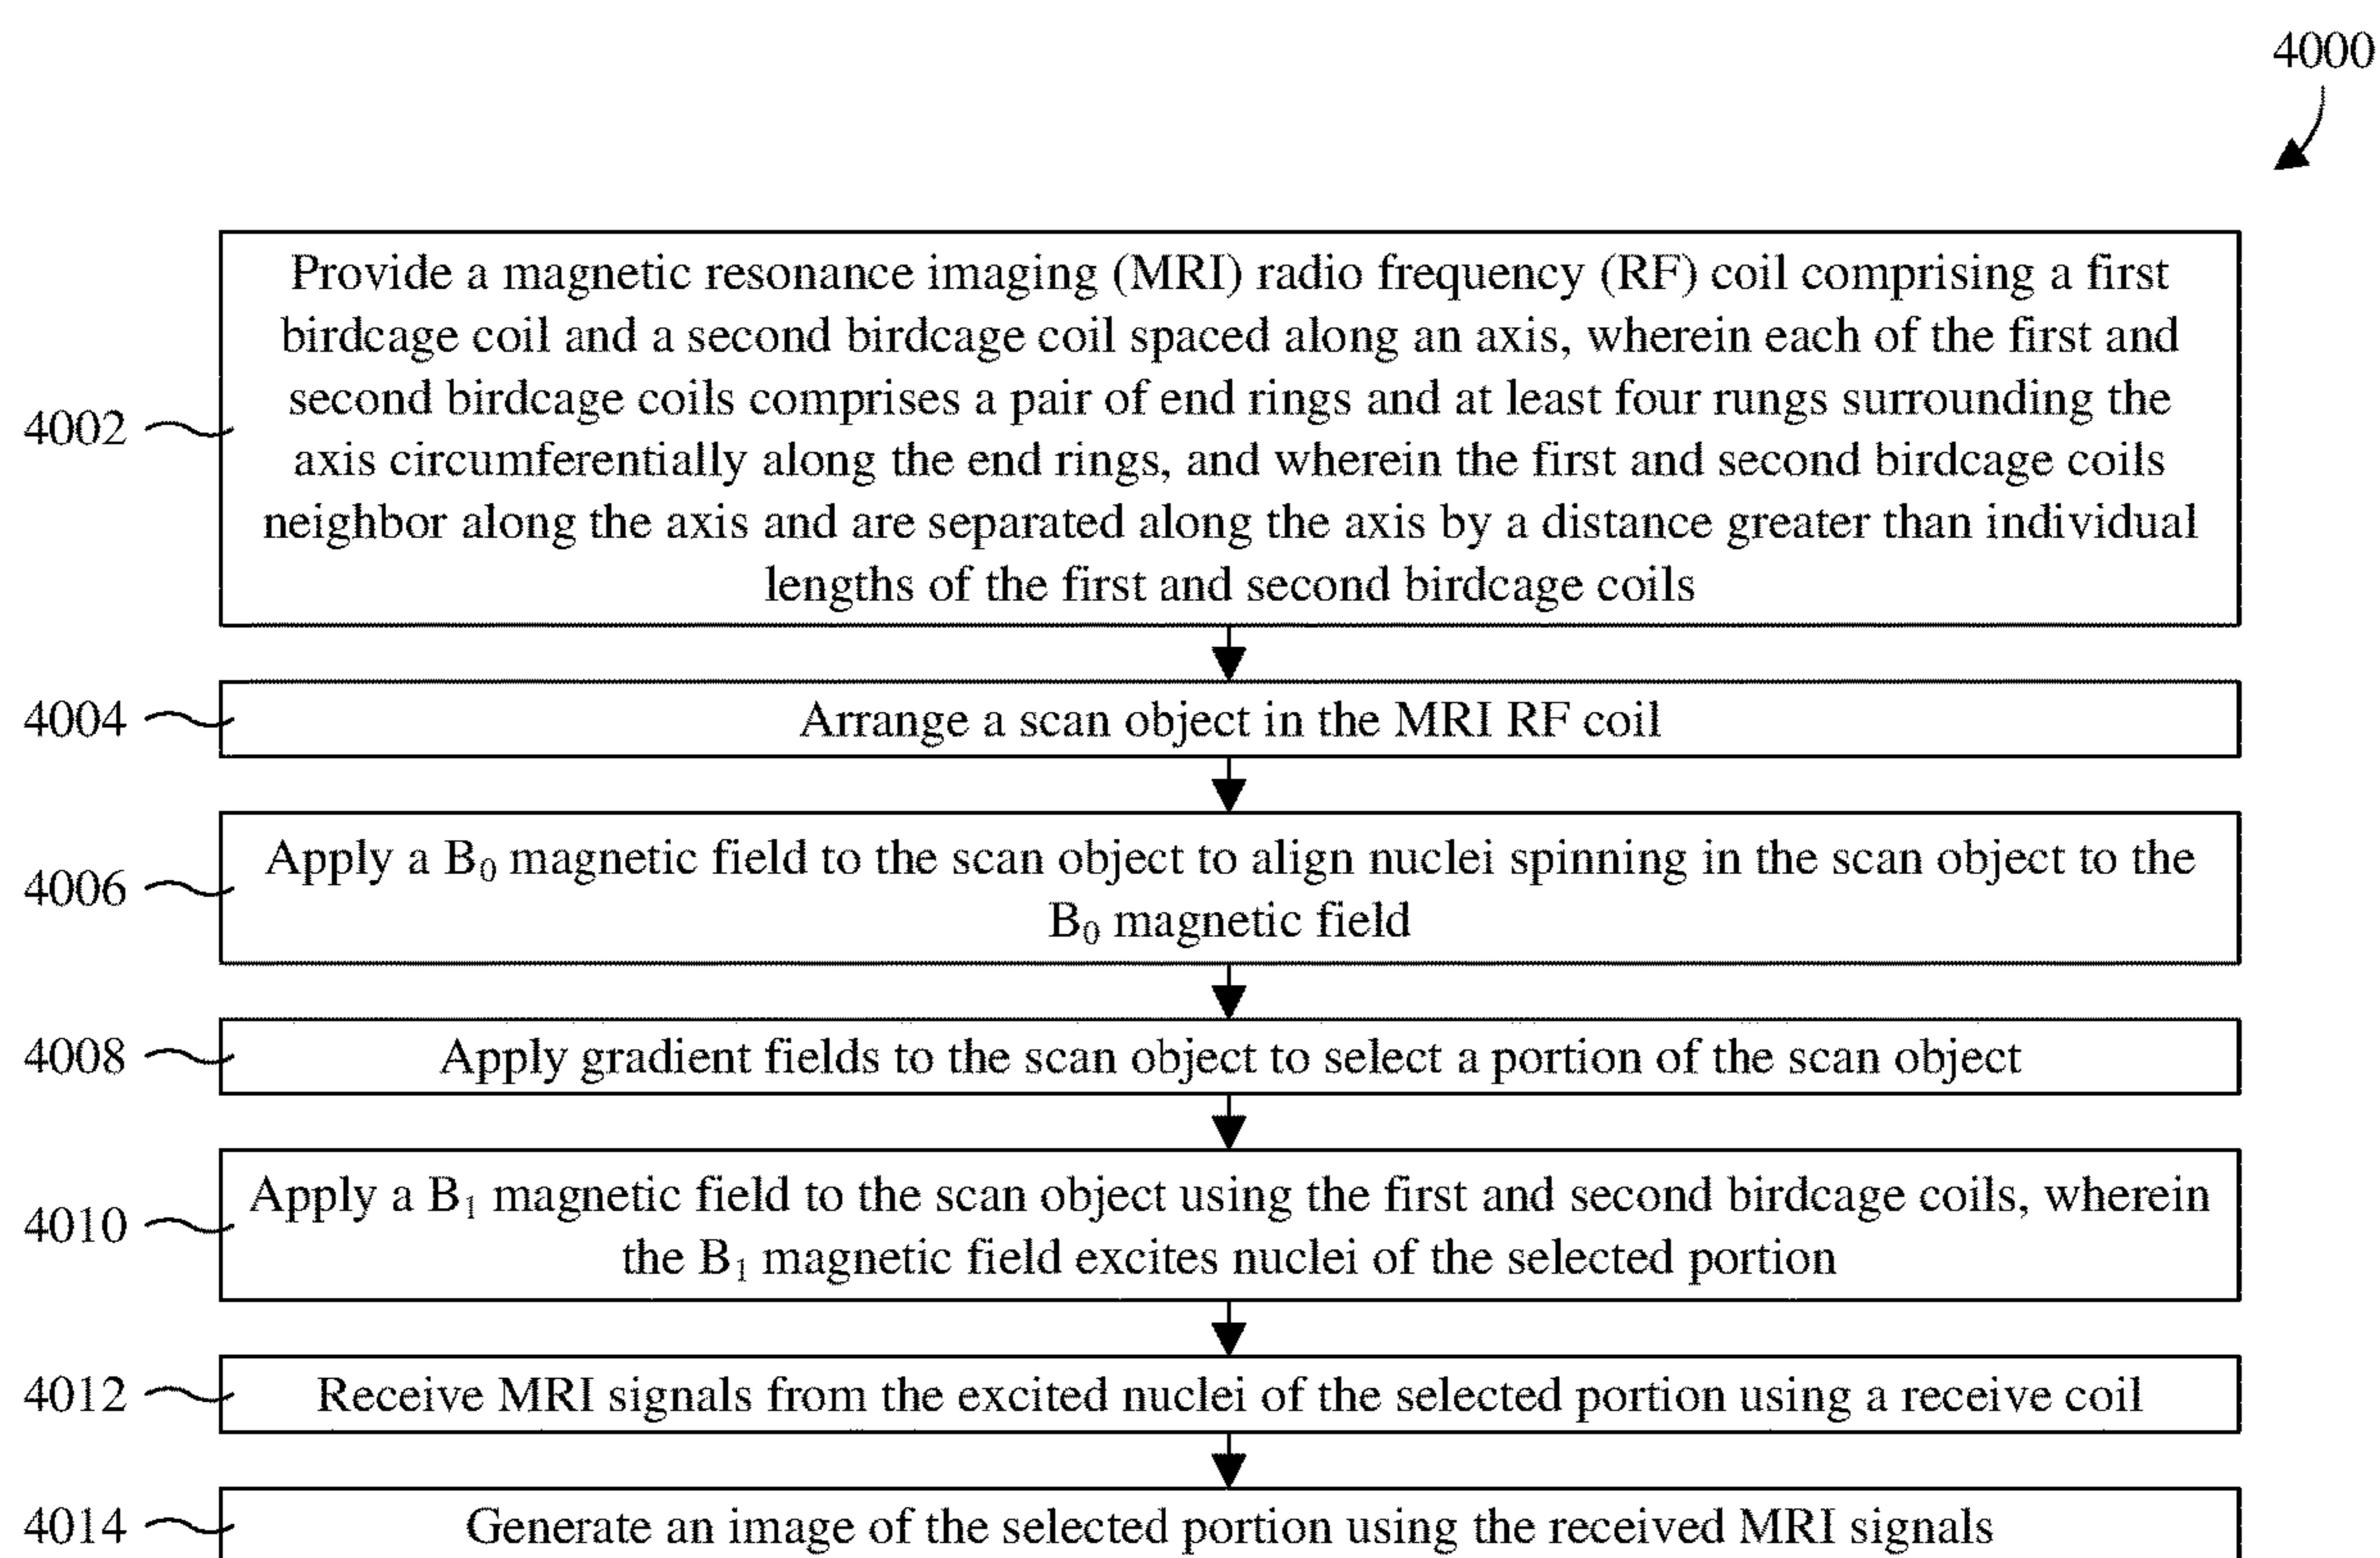 4000
Provide a magnetic resonance imaging (MRI) radio frequency (RF) coil comprising a first
birdcage coil and a second birdcage coil spaced along an axis, wherein each of the first and
second birdcage coils comprises a pair of end rings and at least four rungs surrounding the
4002
axis circumferentially along the end rings, and wherein the first and second birdcage coils
neighbor along the axis and are separated along the axis by a distance greater than individual
lengths of the first and second birdcage coils
4004
Arrange a scan object in the MRI RF coil
4006
Apply a B₀ magnetic field to the scan object to align nuclei spinning in the scan object to the
B₀ magnetic field
4008
Apply gradient fields to the scan object to select a portion of the scan object
4010
Apply a B₁ magnetic field to the scan object using the first and second birdcage coils, wherein
the B₁ magnetic field excites nuclei of the selected portion
4012
Receive MRI signals from the excited nuclei of the selected portion using a receive coil
4014
Generate an image of the selected portion using the received MRI signals